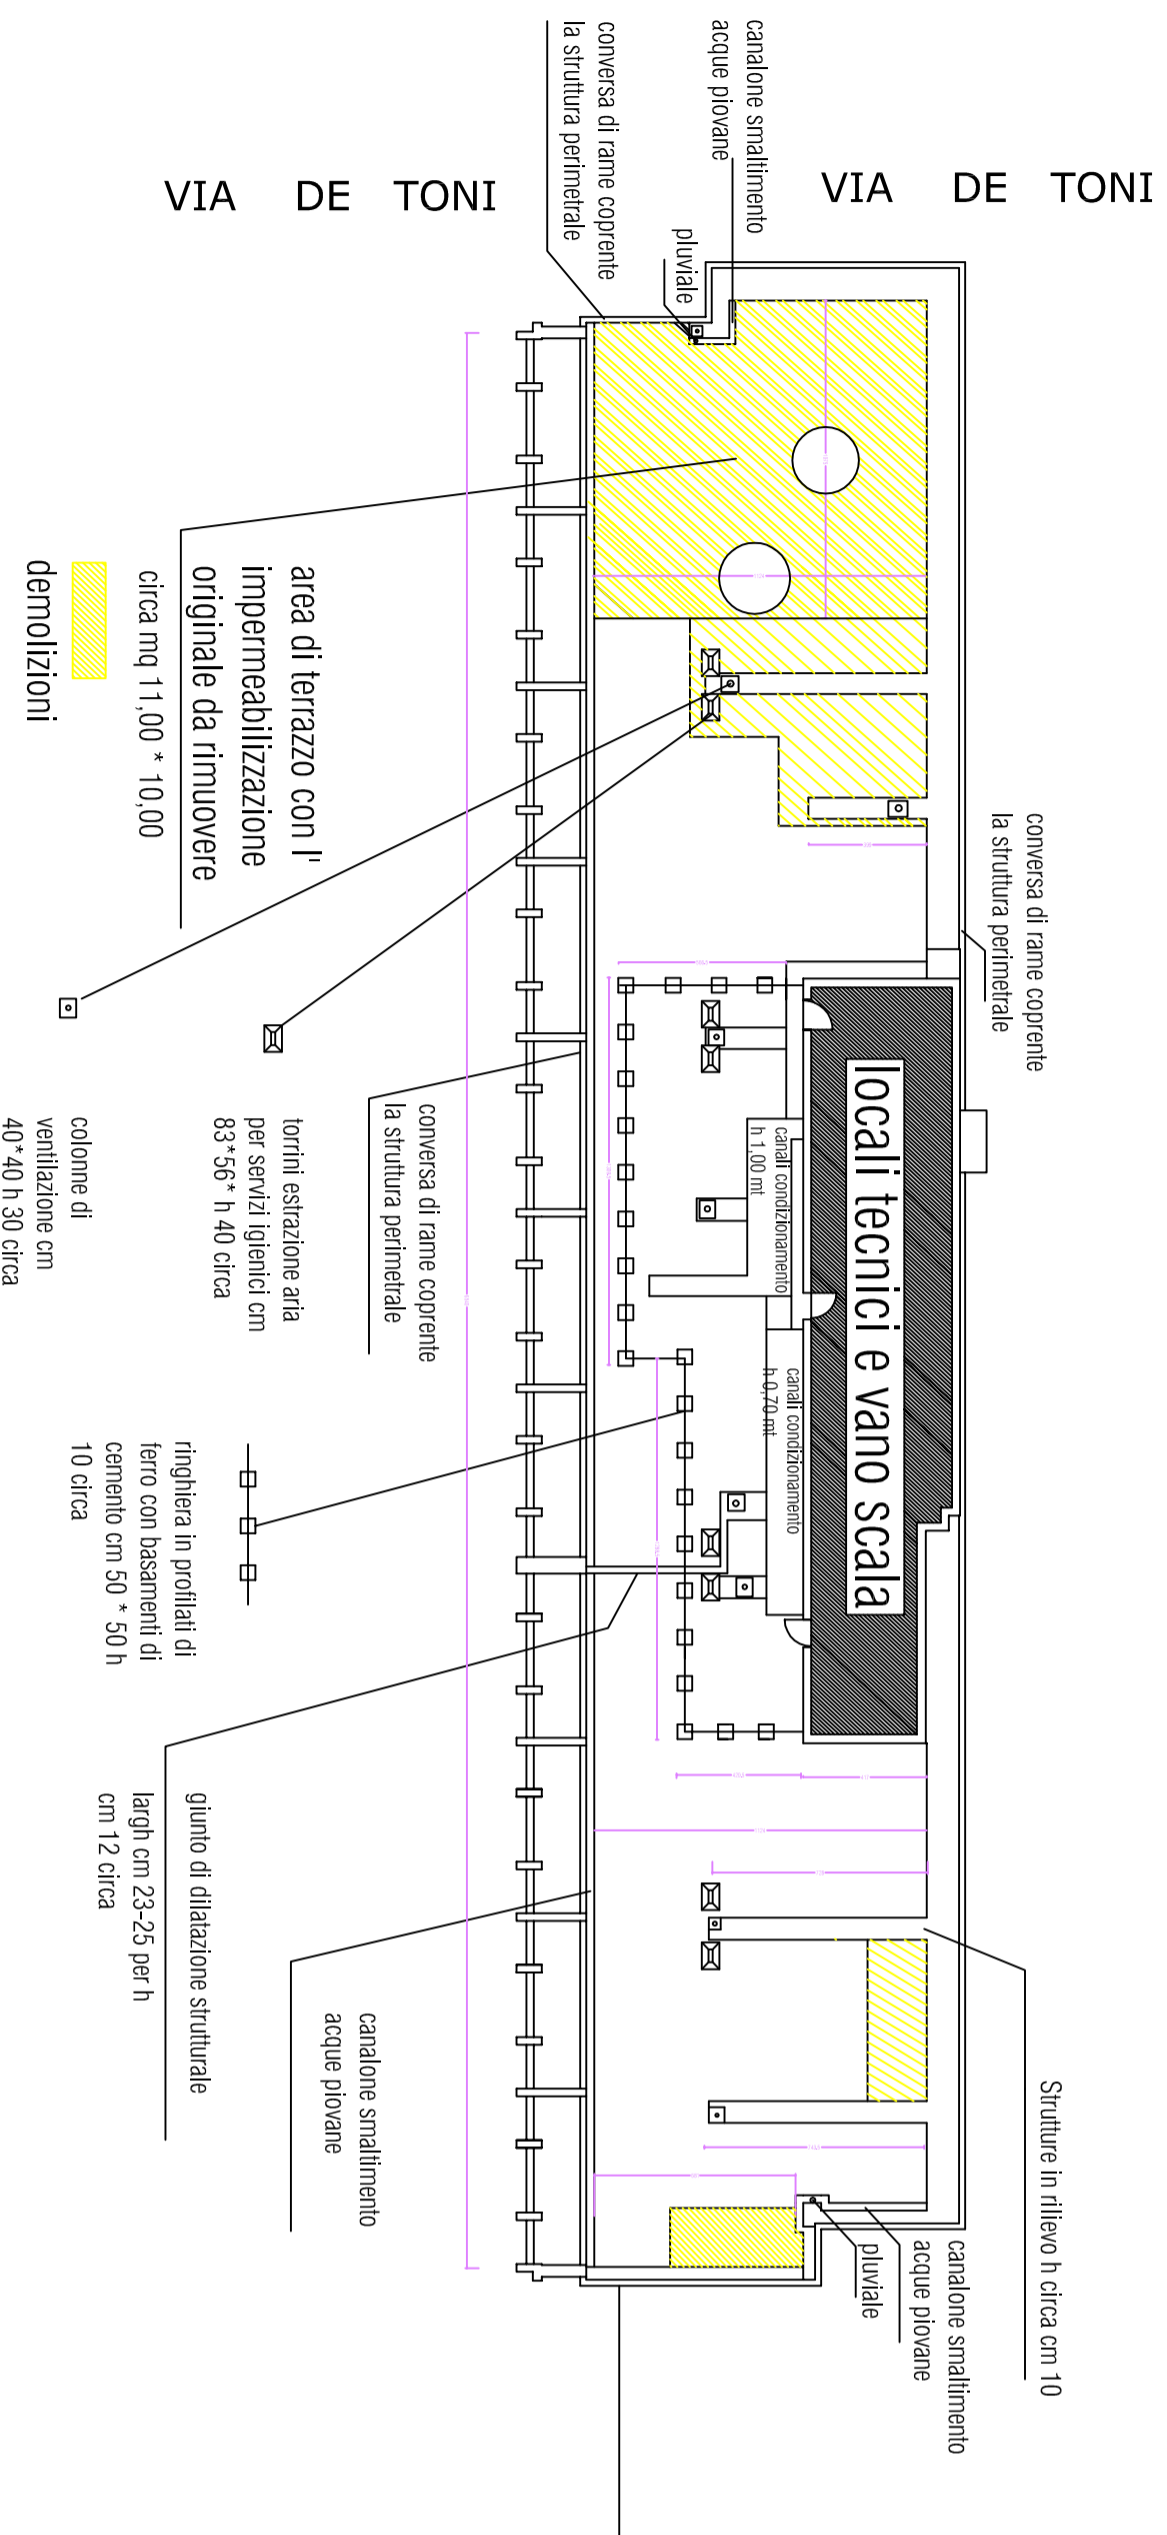 VIA DE TONI
VIA DE TONI
canalone smaltimento
acque piovane
conversa di rame coprente
la struttura perimetrale
pluviale
conversa di rame coprente
la struttura perimetrale
area di terrazzo con l'
impermeabilizzazione
originale da rimuovere
circa mq 11,00 * 10,00
demolizioni
locali tecnici e vano scala
canali condizionamento
h 1,00 mt
canali condizionamento
h 0,70 mt
conversa di rame coprente
la struttura perimetrale
torrini estrazione aria
per servizi igienici cm
83*56* h 40 circa
colonne di
ventilazione cm
40*40 h 30 circa
ringhiera in profilati di
ferro con basamenti di
cemento cm 50 * 50 h
10 circa
giunto di dilatazione strutturale
largh cm 23-25 per h
cm 12 circa
canalone smaltimento
acque piovane
Strutture in rilievo h circa cm 10
canalone smaltimento
acque piovane
pluviale